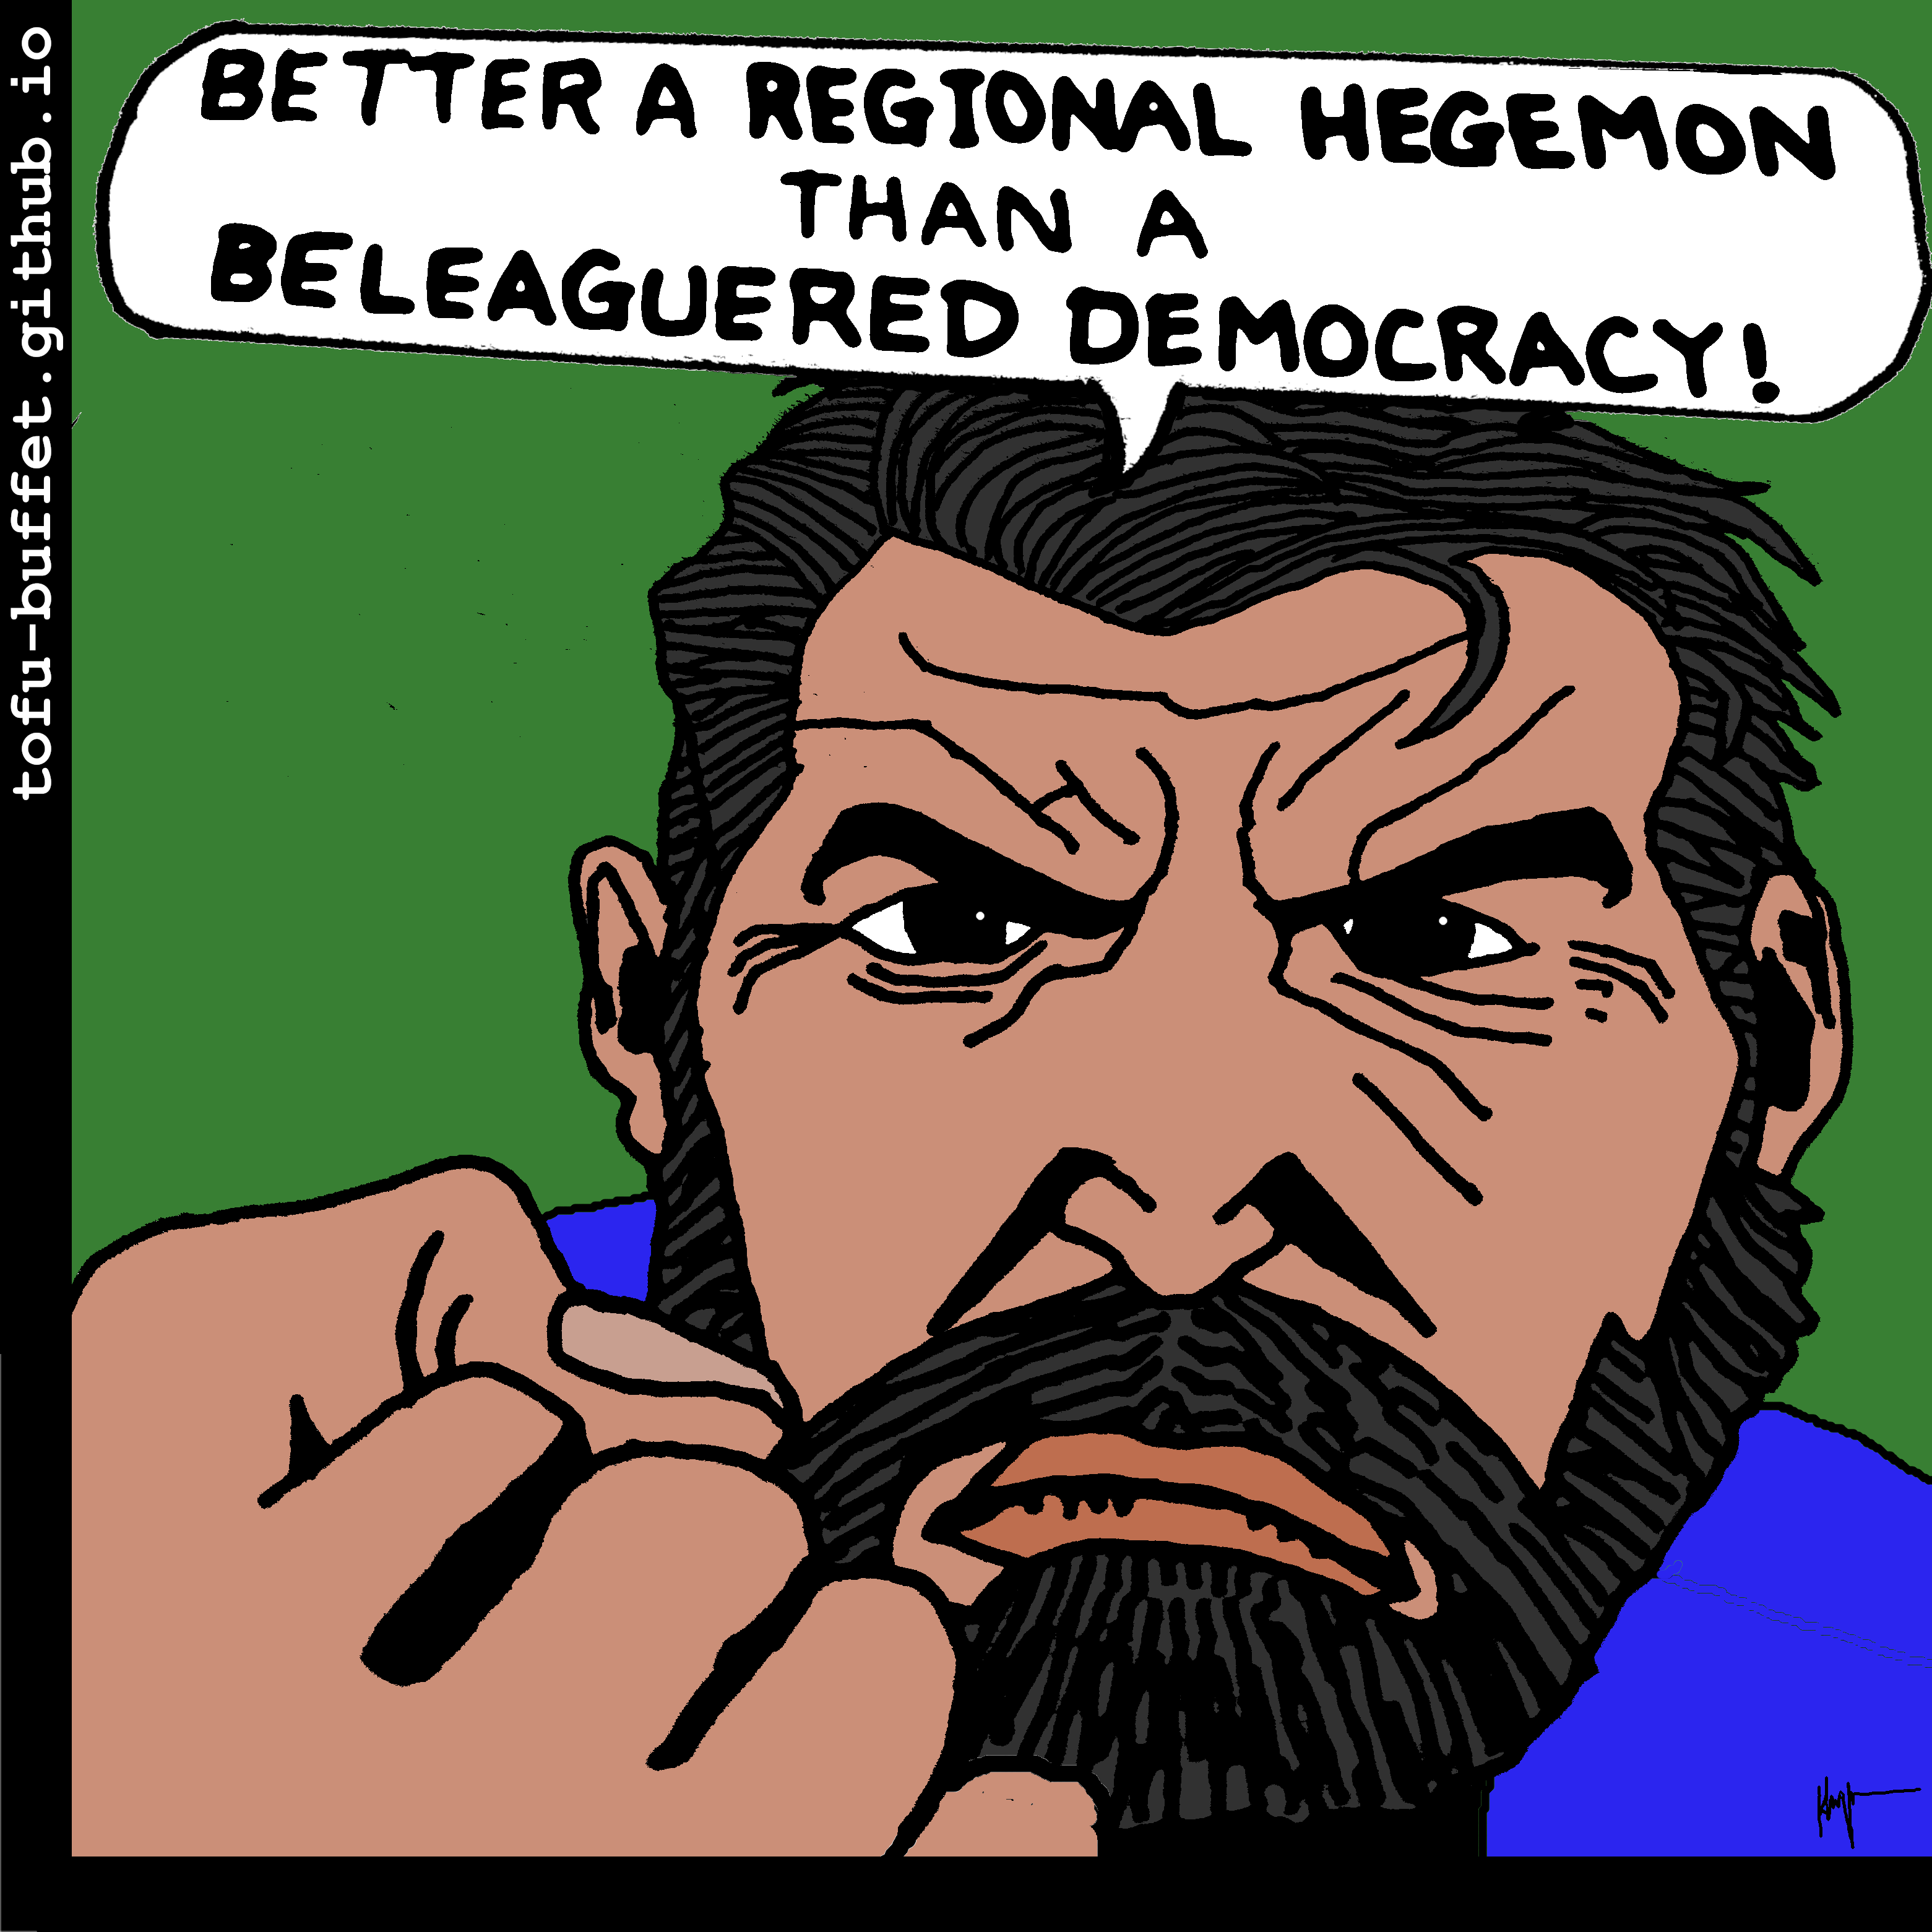 BETTER A REGIONAL HEGEMON
THAN A
BELEAGUERED DEMOCRACY!
tofu-buffet.github.io